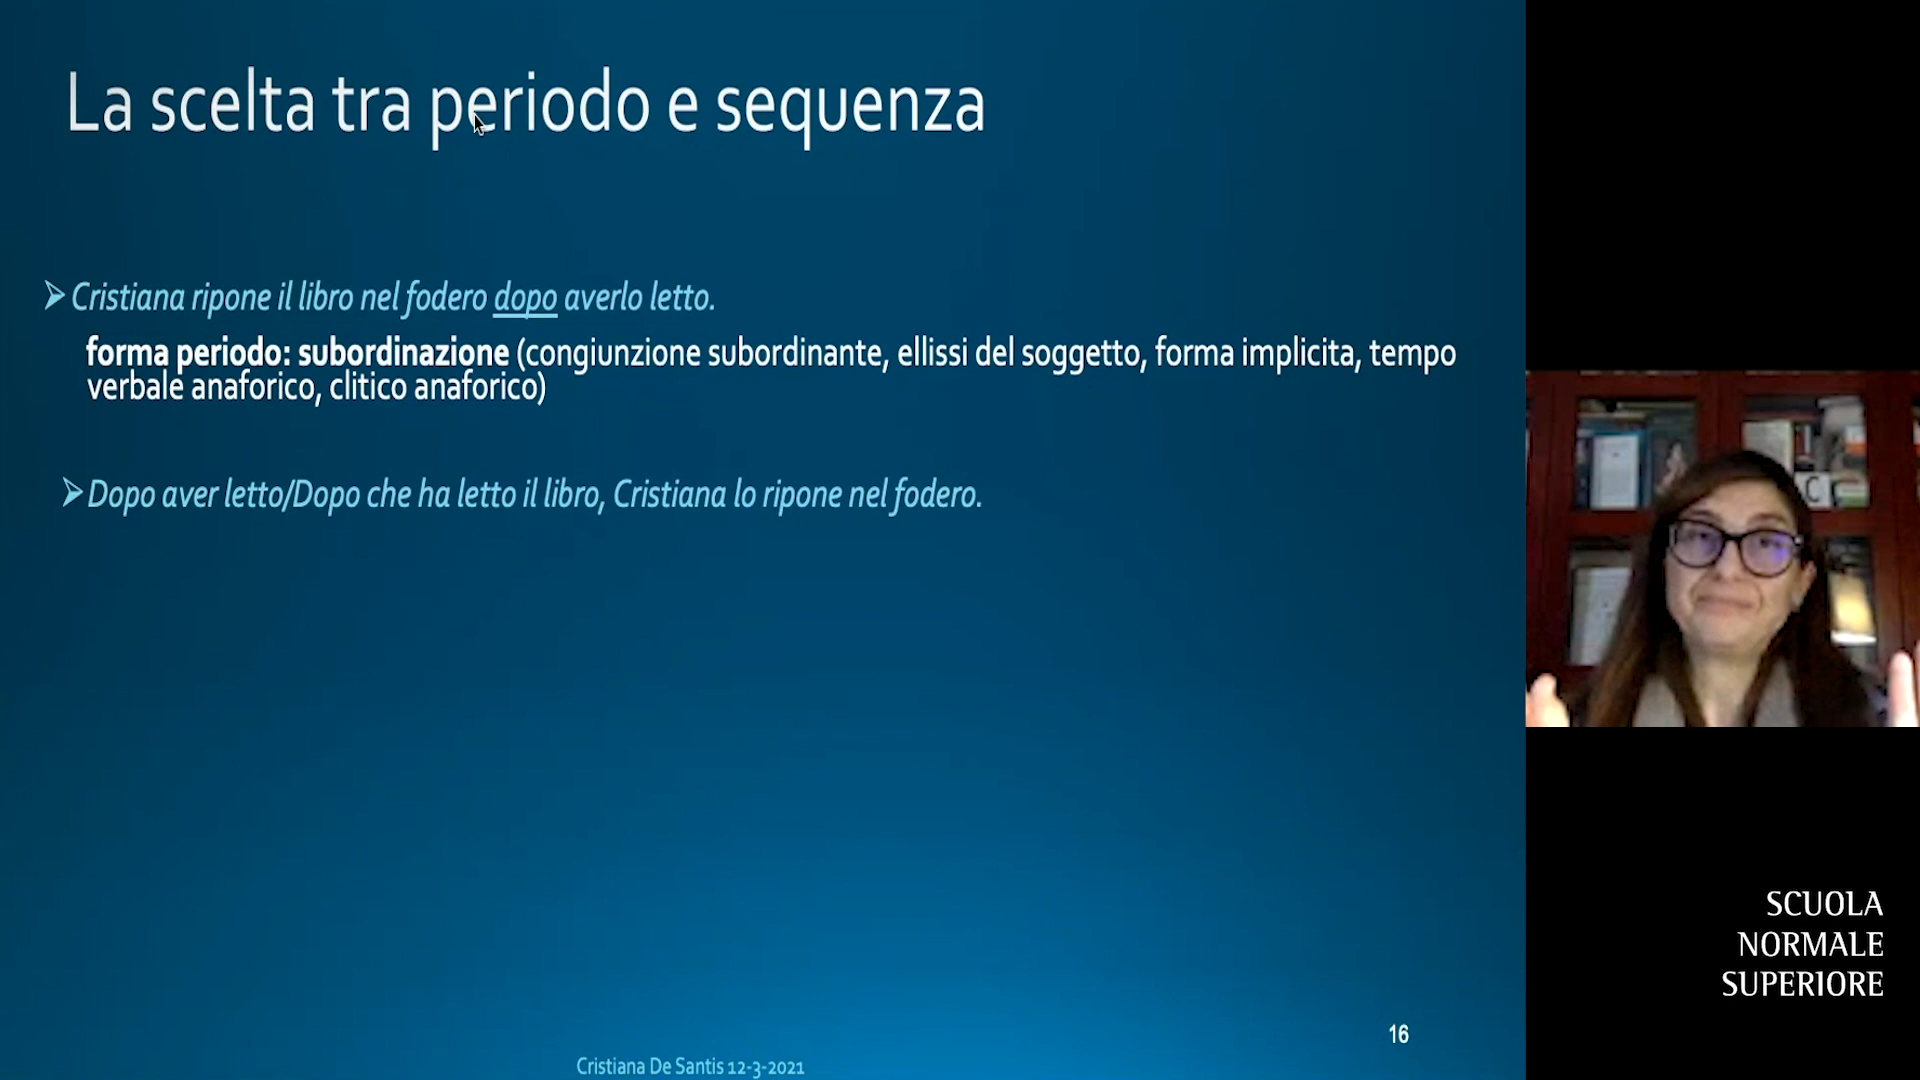 La scelta tra periodo e sequenza
➢Cristiana ripone il libro nel fodero dopo averlo letto.
forma periodo: subordinazione (congiunzione subordinante, ellissi del soggetto, forma implicita, tempo
verbale anaforico, clitico anaforico)
➢Dopo aver letto/Dopo che ha letto il libro, Cristiana lo ripone nel fodero.
C
SCUOLA
NORMALE
SUPERIORE
16
Cristiana De Santis 12-3-2021